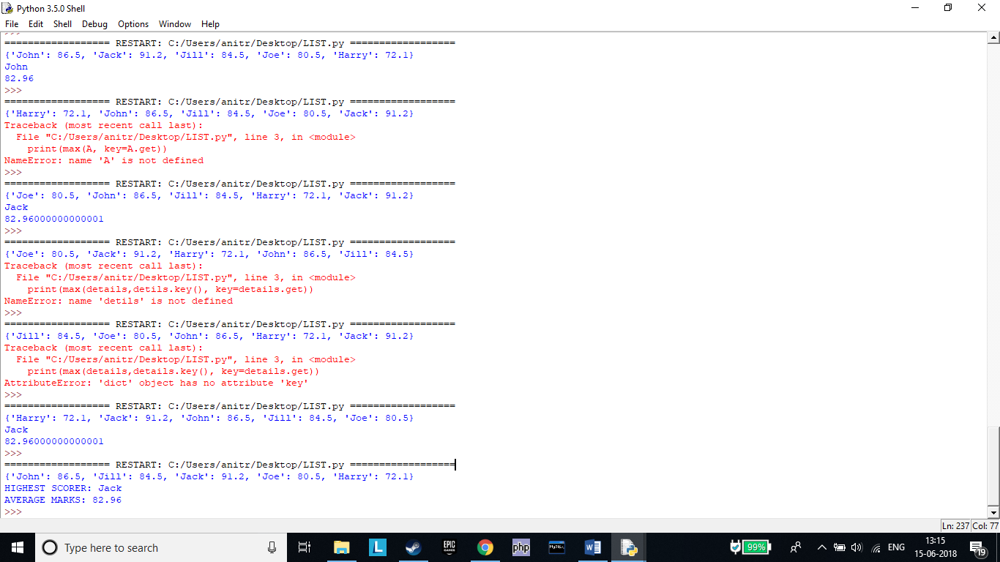 Python 3.5.0 Shell
File Edit Shell Debug Options Window Help
>>>
================== RESTART: C:/Users/anitr/Desktop/LIST.py ==================
{'John': 86.5, 'Jack': 91.2, 'Jill': 84.5, 'Joe': 80.5, 'Harry': 72.1}
John
82.96
>>>
================== RESTART: C:/Users/anitr/Desktop/LIST.py ==================
{'Harry': 72.1, 'John': 86.5, 'Jill': 84.5, 'Joe': 80.5, 'Jack': 91.2}
Traceback (most recent call last):
  File "C:/Users/anitr/Desktop/LIST.py", line 3, in <module>
    print(max(A, key=A.get))
NameError: name 'A' is not defined
>>>
================== RESTART: C:/Users/anitr/Desktop/LIST.py ==================
{'Joe': 80.5, 'John': 86.5, 'Jill': 84.5, 'Harry': 72.1, 'Jack': 91.2}
Jack
82.96000000000001
>>>
================== RESTART: C:/Users/anitr/Desktop/LIST.py ==================
{'Joe': 80.5, 'Jack': 91.2, 'Harry': 72.1, 'John': 86.5, 'Jill': 84.5}
Traceback (most recent call last):
  File "C:/Users/anitr/Desktop/LIST.py", line 3, in <module>
    print(max(details,detils.key(), key=details.get))
NameError: name 'detils' is not defined
>>>
================== RESTART: C:/Users/anitr/Desktop/LIST.py ==================
{'Jill': 84.5, 'Joe': 80.5, 'John': 86.5, 'Harry': 72.1, 'Jack': 91.2}
Traceback (most recent call last):
  File "C:/Users/anitr/Desktop/LIST.py", line 3, in <module>
    print(max(details,details.key(), key=details.get))
AttributeError: 'dict' object has no attribute 'key'
>>>
================== RESTART: C:/Users/anitr/Desktop/LIST.py ==================
{'Harry': 72.1, 'Jack': 91.2, 'John': 86.5, 'Jill': 84.5, 'Joe': 80.5}
Jack
82.96000000000001
>>>
================== RESTART: C:/Users/anitr/Desktop/LIST.py ==================
{'John': 86.5, 'Jill': 84.5, 'Jack': 91.2, 'Joe': 80.5, 'Harry': 72.1}
HIGHEST SCORER: Jack
AVERAGE MARKS: 82.96
>>>
Ln: 237 Col: 77
Type here to search
L
EPIC GAMES
php
MySQL
W
99%
ENG
13:15
15-06-2018
19